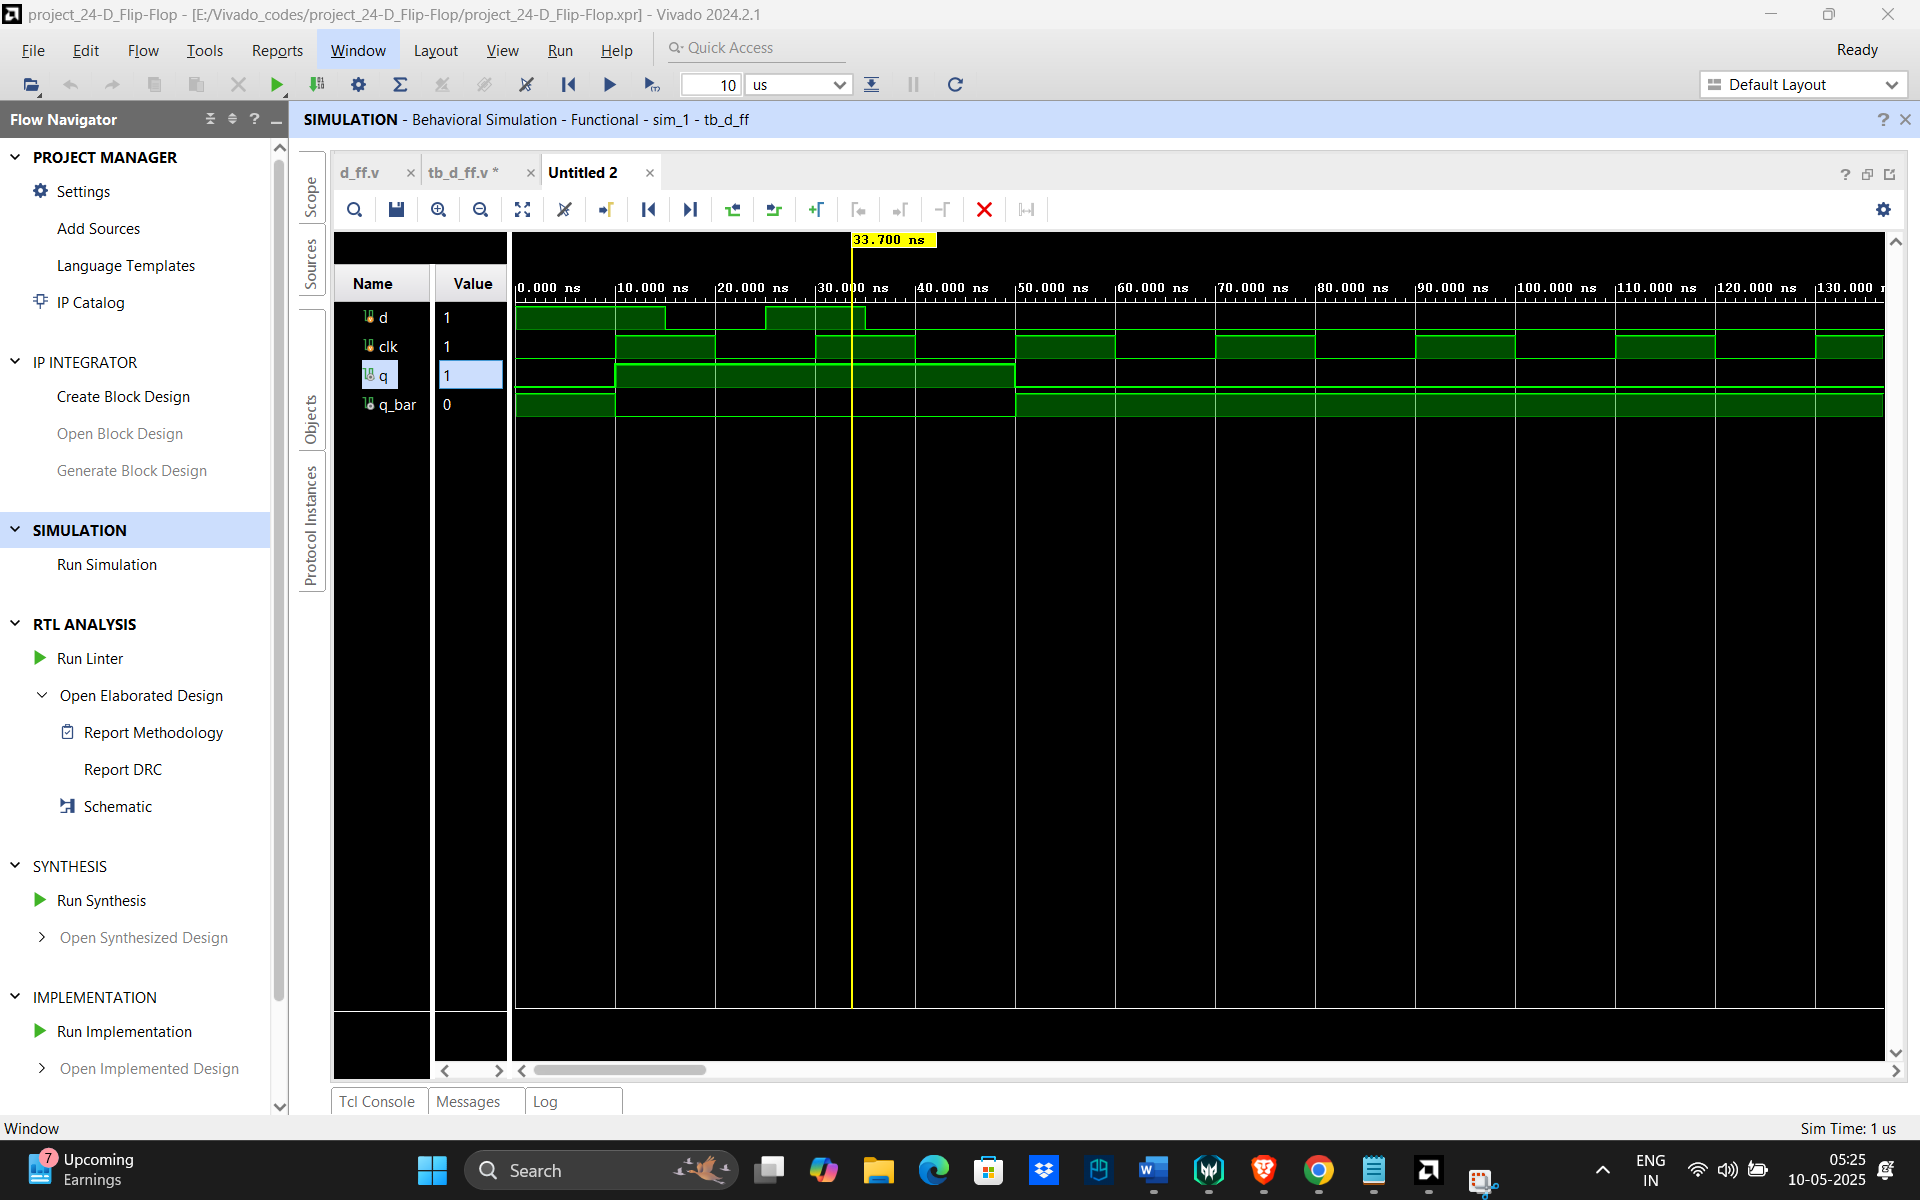 project_24-D_Flip-Flop - [E:/Vivado_codes/project_24-D_Flip-Flop/project_24-D_Flip-Flop.xpr] - Vivado 2024.2.1
File Edit Flow Tools Reports Window Layout View Run Help Quick Access Ready
10 us Default Layout
Flow Navigator
SIMULATION - Behavioral Simulation - Functional - sim_1 - tb_d_ff
PROJECT MANAGER
Settings
Add Sources
Language Templates
IP Catalog
IP INTEGRATOR
Create Block Design
Open Block Design
Generate Block Design
SIMULATION
Run Simulation
RTL ANALYSIS
Run Linter
Open Elaborated Design
Report Methodology
Report DRC
Schematic
SYNTHESIS
Run Synthesis
Open Synthesized Design
IMPLEMENTATION
Run Implementation
Open Implemented Design
Scope
Sources
Objects
Protocol Instances
d_ff.v tb_d_ff.v * Untitled 2
33.700 ns
Name Value
0.000 ns 10.000 ns 20.000 ns 30.000 ns 40.000 ns 50.000 ns 60.000 ns 70.000 ns 80.000 ns 90.000 ns 100.000 ns 110.000 ns 120.000 ns 130.000
d 1
clk 1
q 1
q_bar 0
Tcl Console Messages Log
Window Sim Time: 1 us
7
Upcoming
Earnings
Search
ENG
IN
05:25
10-05-2025